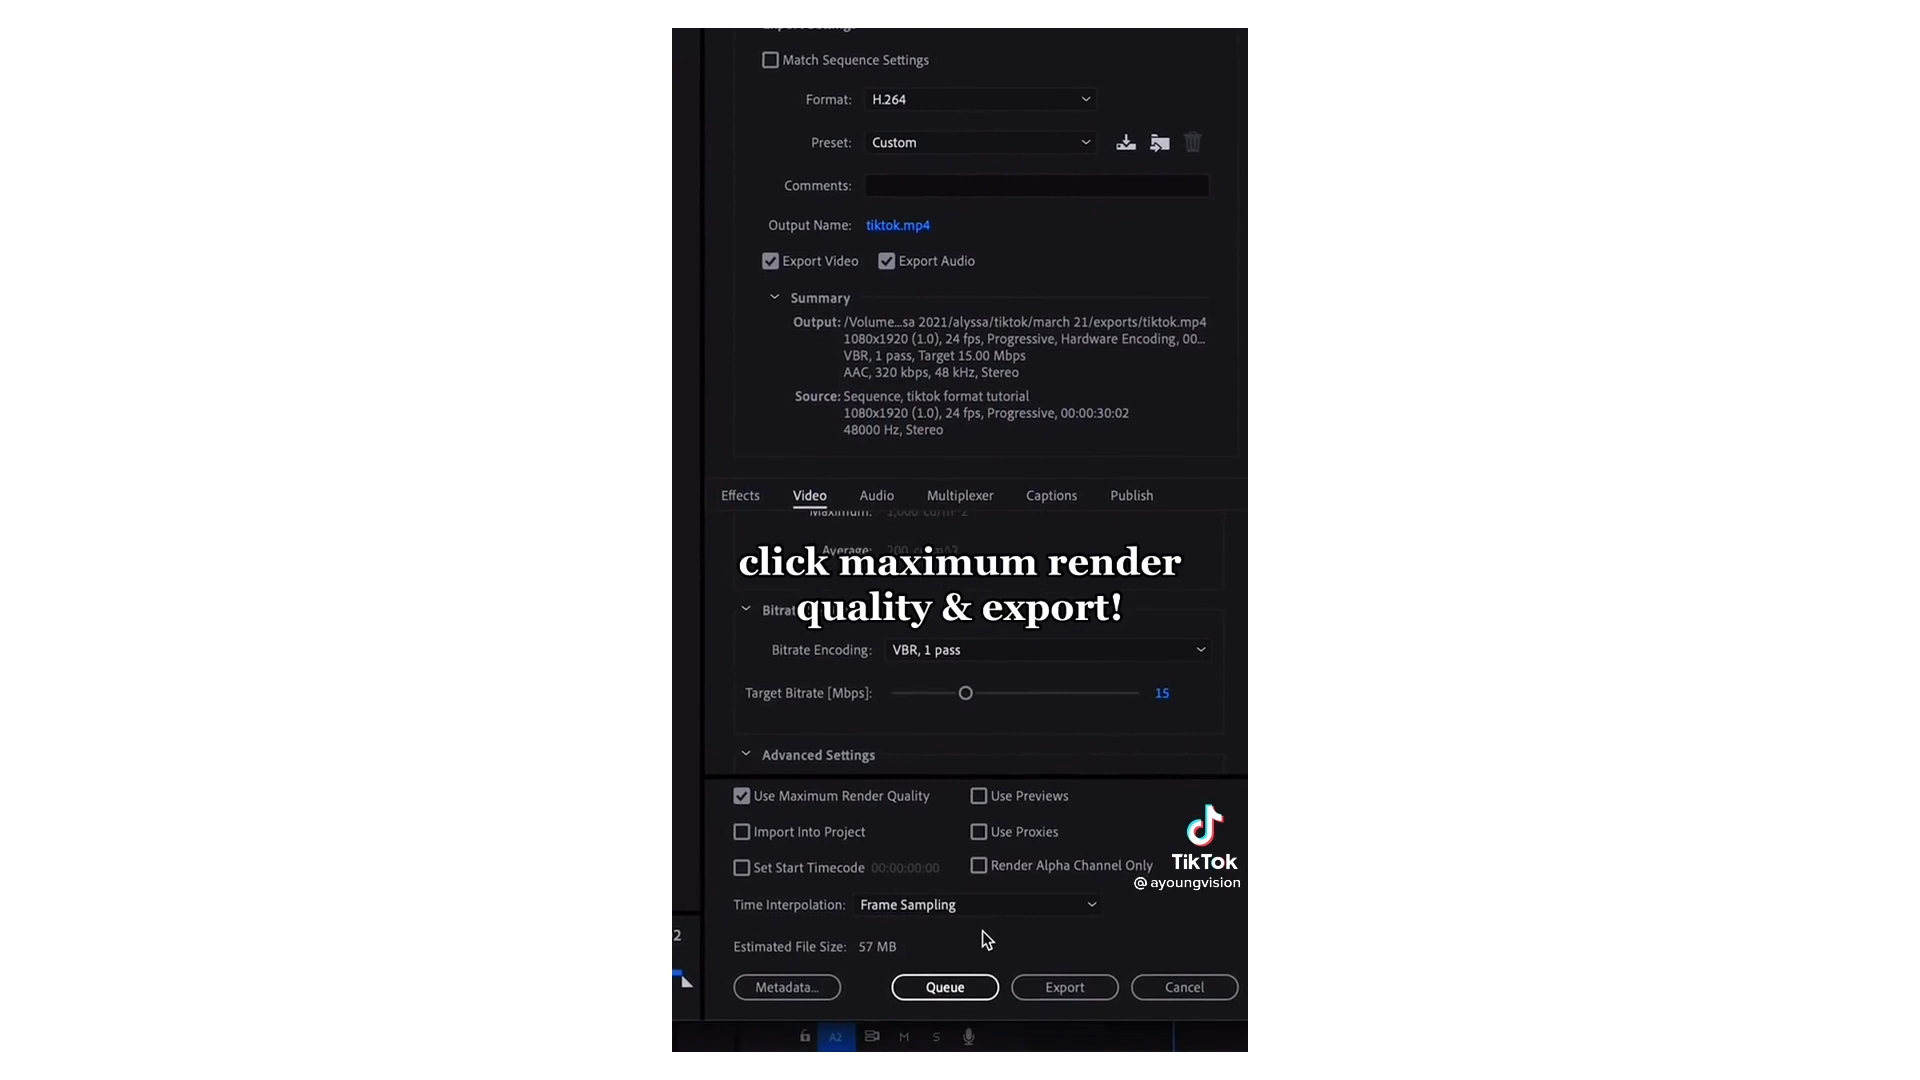 Match Sequence Settings
Format: H.264
Preset: Custom
Comments:
Output Name: tiktok.mp4
Export Video Export Audio
Summary
Output: /Volume...sa 2021/alyssa/tiktok/march 21/exports/tiktok.mp4
1080x1920 (1.0), 24 fps, Progressive, Hardware Encoding, 00...
VBR, 1 pass, Target 15.00 Mbps
AAC, 320 kbps, 48 kHz, Stereo
Source: Sequence, tiktok format tutorial
1080x1920 (1.0), 24 fps, Progressive, 00:00:30:02
48000 Hz, Stereo
Effects Video Audio Multiplexer Captions Publish
Maximum:
Average:
click maximum render
quality & export!
Bitrate Encoding: VBR, 1 pass
Target Bitrate [Mbps]: 15
Advanced Settings
Use Maximum Render Quality Use Previews
Import Into Project Use Proxies
Set Start Timecode 00:00:00:00 Render Alpha Channel Only
TikTok
@ayoungvision
Time Interpolation: Frame Sampling
2
Estimated File Size: 57 MB
Metadata... Queue Export Cancel
A2 M S